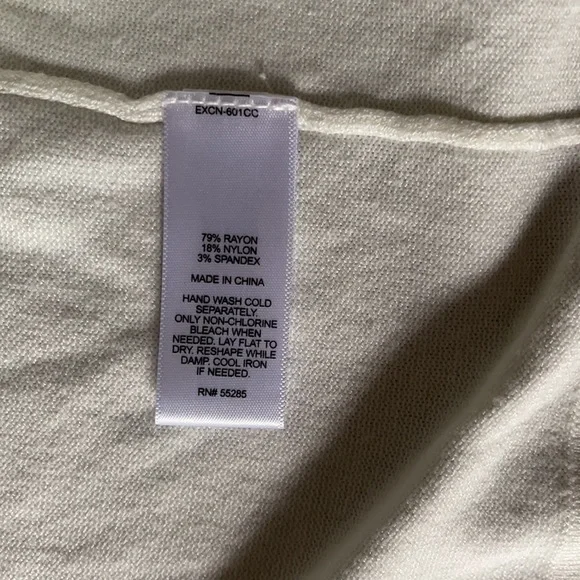 EXCN-601CC
79% RAYON
18% NYLON
3% SPANDEX
MADE IN CHINA
HAND WASH COLD
SEPARATELY.
ONLY NON-CHLORINE
BLEACH WHEN
NEEDED. LAY FLAT TO
DRY. RESHAPE WHILE
DAMP. COOL IRON
IF NEEDED.
RN# 55285